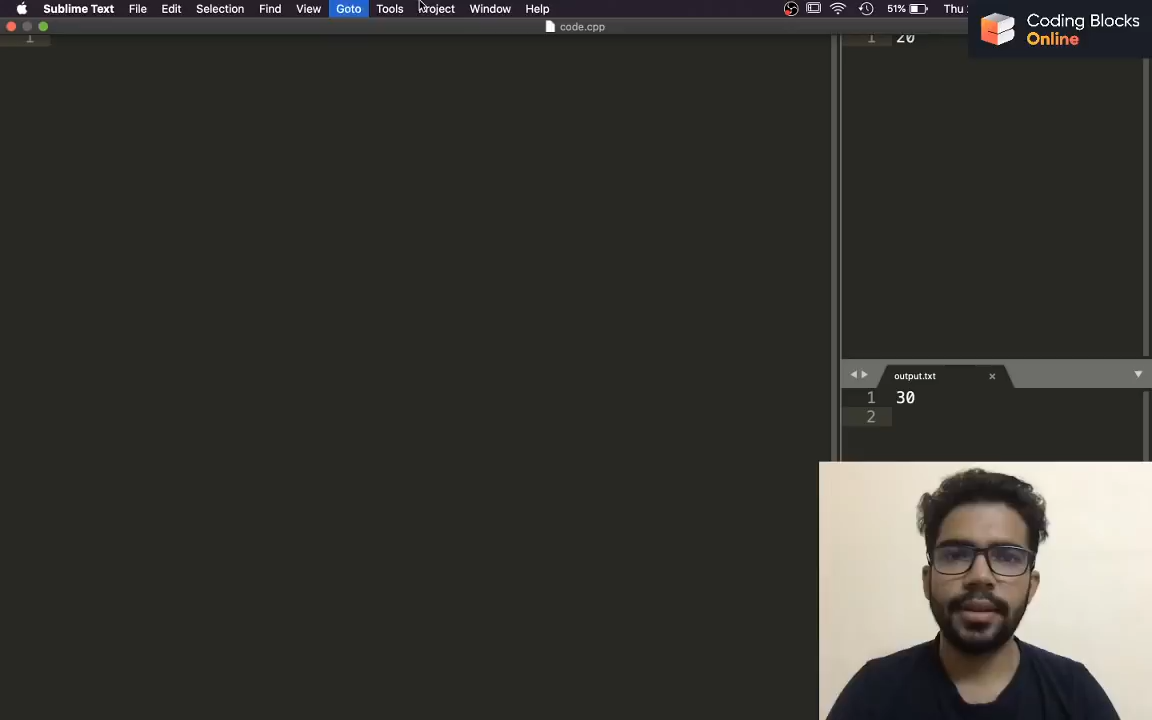 Sublime Text File Edit Selection Find View Goto Tools Project Window Help 51% Thu
code.cpp
Coding Blocks
Online
1
1 20
output.txt ×
1 30
2